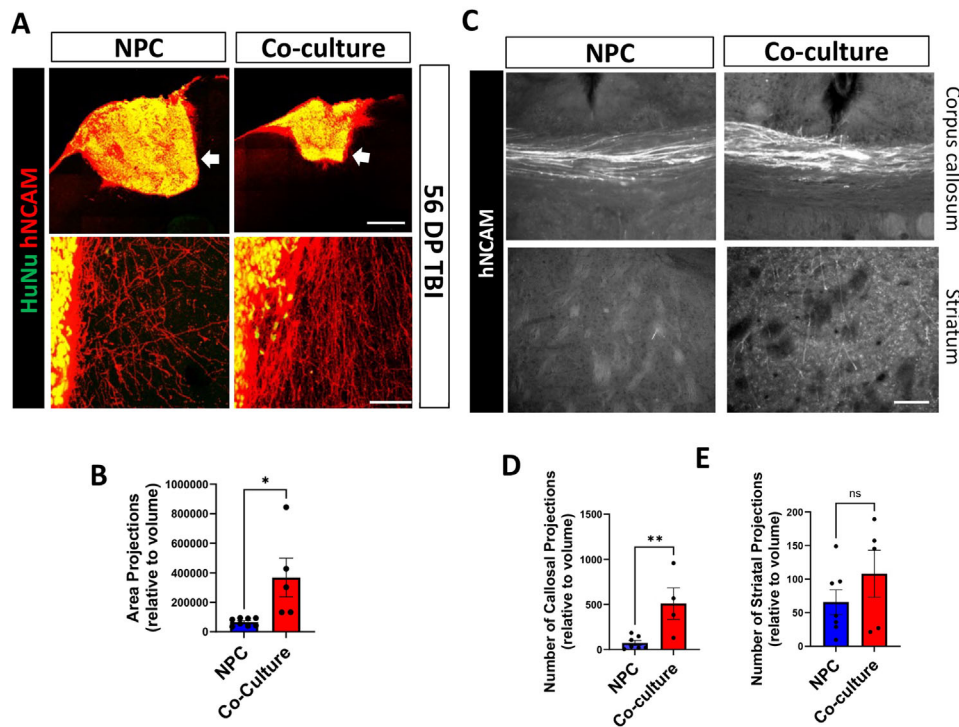 A
NPC
Co-culture
HuNu hNCAM
56 DP TBI
C
NPC
Co-culture
hNCAM
Corpus callosum
Striatum
B
Area Projections
(relative to volume)
1000000
800000
600000
400000
200000
0
*
NPC
Co-Culture
D
Number of Callosal Projections
(relative to volume)
1500
1000
500
0
**
NPC
Co-culture
E
Number of Striatal Projections
(relative to volume)
200
150
100
50
0
ns
NPC
Co-culture